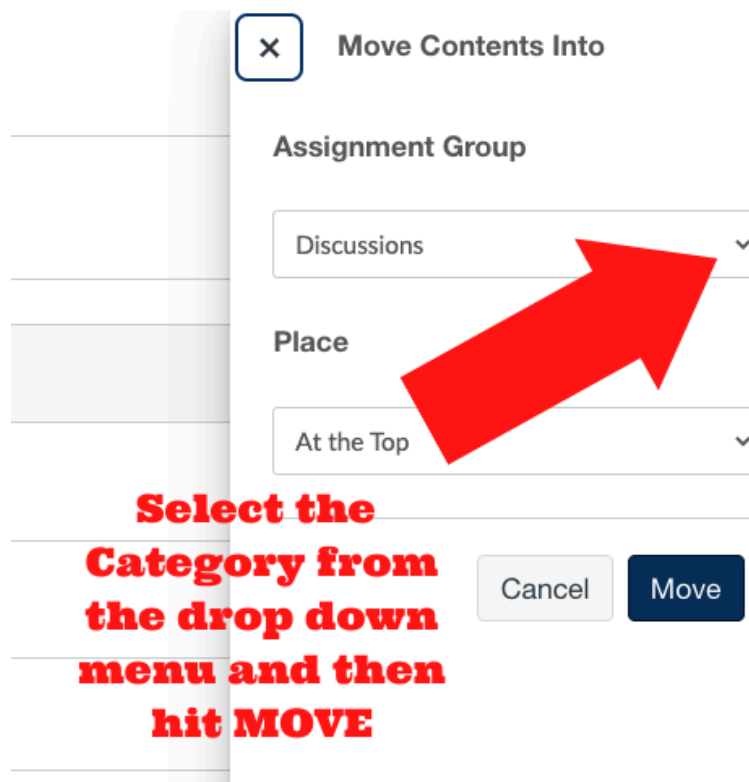 Move Contents Into
Assignment Group
Discussions
Place
At the Top
Select the
Category from
the drop down
menu and then
hit MOVE
Cancel
Move